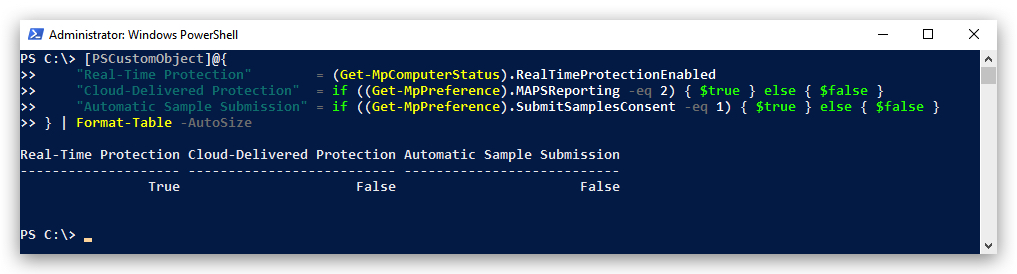 Administrator: Windows PowerShell
PS C:\> [PSCustomObject]@{
>>     "Real-Time Protection"        = (Get-MpComputerStatus).RealTimeProtectionEnabled
>>     "Cloud-Delivered Protection"  = if ((Get-MpPreference).MAPSReporting -eq 2) { $true } else { $false }
>>     "Automatic Sample Submission" = if ((Get-MpPreference).SubmitSamplesConsent -eq 1) { $true } else { $false }
>> } | Format-Table -AutoSize
Real-Time Protection Cloud-Delivered Protection Automatic Sample Submission
-------------------- -------------------------- ---------------------------
                True                      False                       False
PS C:\>